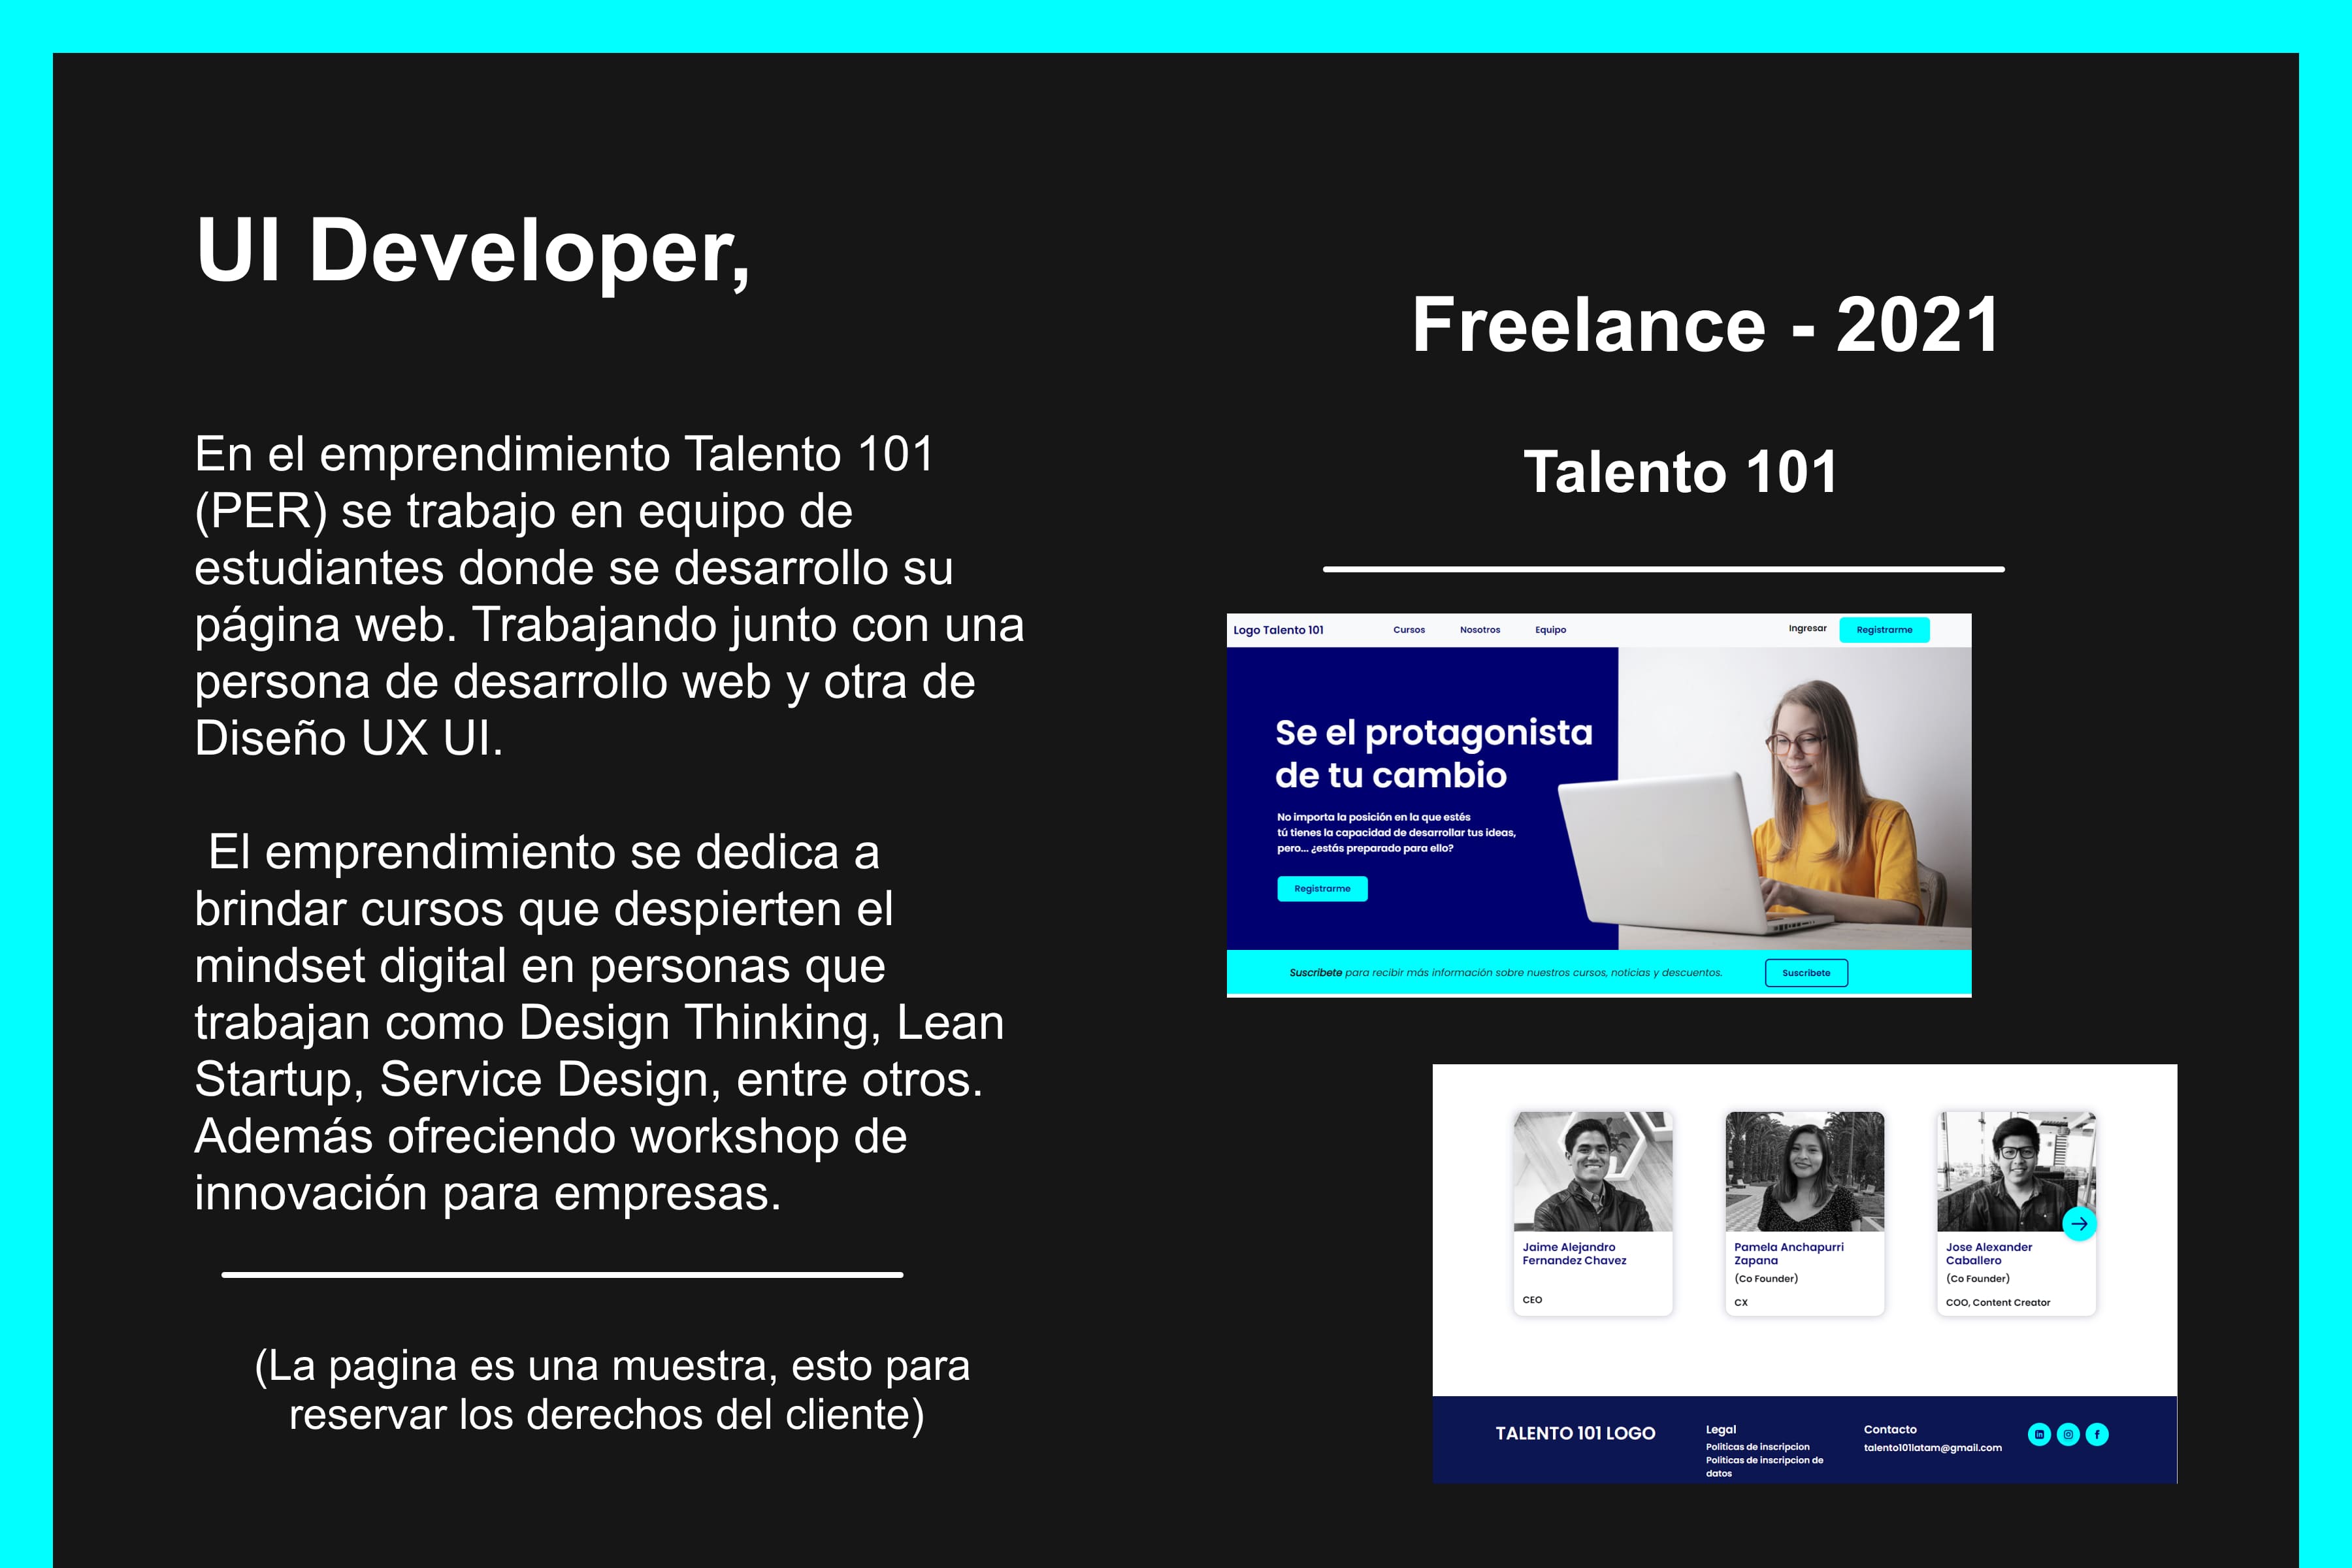 UI Developer,
En el emprendimiento Talento 101
(PER) se trabajo en equipo de
estudiantes donde se desarrollo su
página web. Trabajando junto con una
persona de desarrollo web y otra de
Diseño UX UI.
El emprendimiento se dedica a
brindar cursos que despierten el
mindset digital en personas que
trabajan como Design Thinking, Lean
Startup, Service Design, entre otros.
Además ofreciendo workshop de
innovación para empresas.
(La pagina es una muestra, esto para
reservar los derechos del cliente)
Freelance - 2021
Talento 101
Logo Talento 101 Cursos Nosotros Equipo Ingresar Registrarme
Se el protagonista
de tu cambio
No importa la posición en la que estés
tú tienes la capacidad de desarrollar tus ideas,
pero... ¿estás preparado para ello?
Registrarme
Suscribete para recibir más información sobre nuestros cursos, noticias y descuentos. Suscribete
Jaime Alejandro
Fernandez Chavez
CEO
Pamela Anchapurri
Zapana
(Co Founder)
CX
Jose Alexander
Caballero
(Co Founder)
COO, Content Creator
TALENTO 101 LOGO
Legal
Politicas de inscripcion
Politicas de inscripcion de
datos
Contacto
talento101latam@gmail.com
in
f